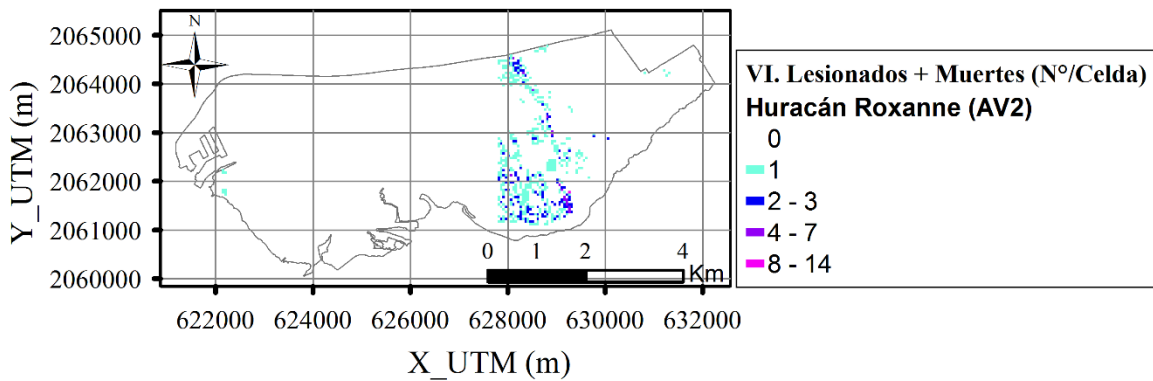 N
2065000
2064000
2063000
2062000
2061000
2060000
Y_UTM (m)
0 1 2 4
Km
622000 624000 626000 628000 630000 632000
X_UTM (m)
VI. Lesionados + Muertes (N°/Celda)
Huracán Roxanne (AV2)
0
1
2 - 3
4 - 7
8 - 14